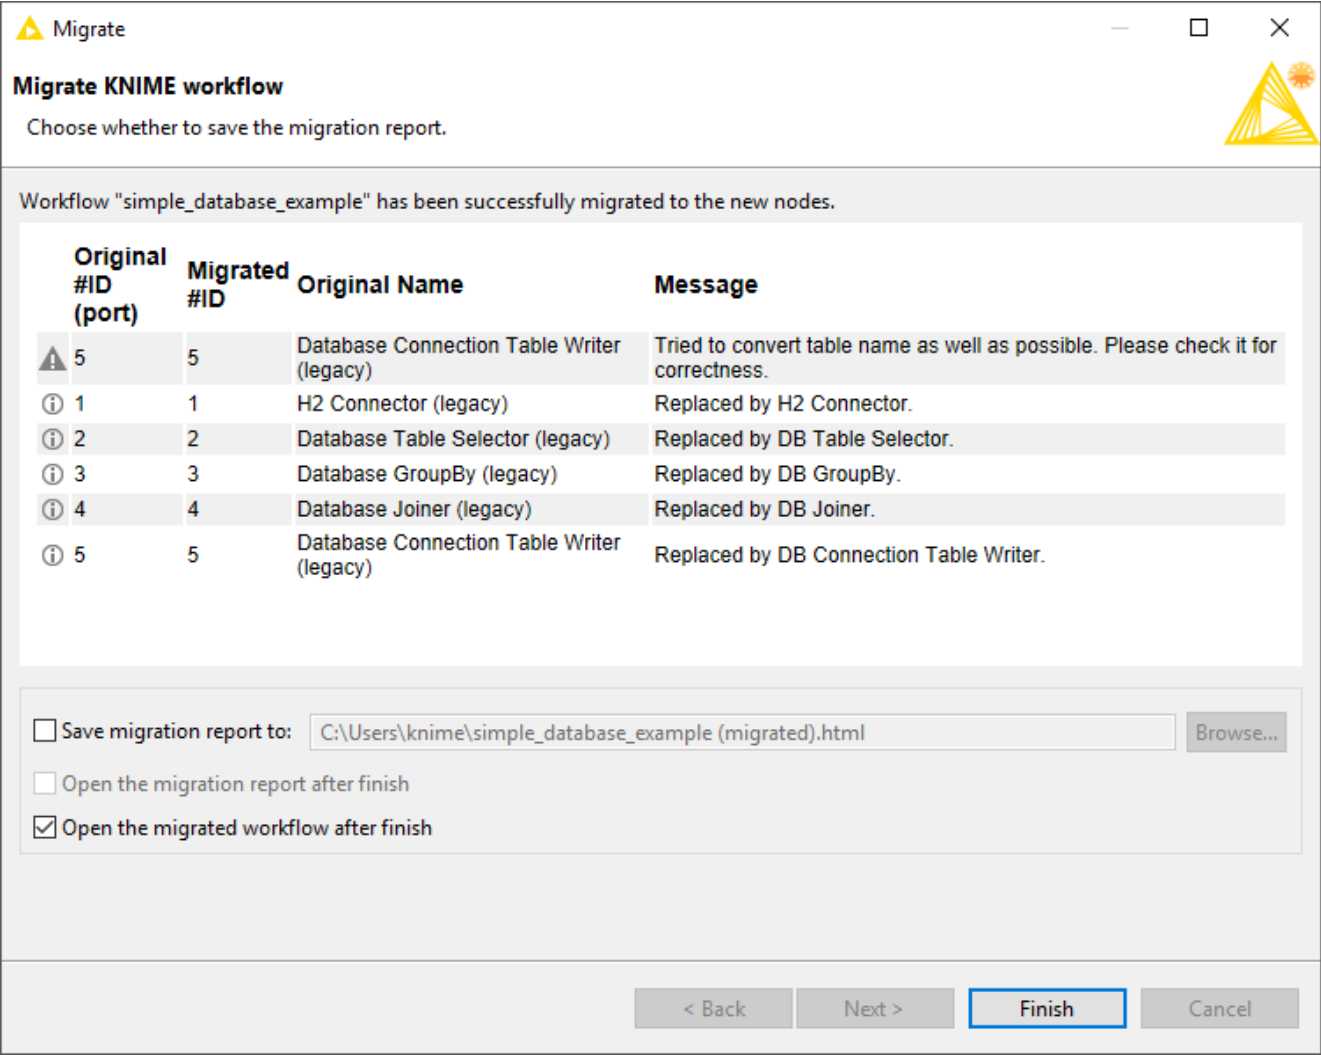 Migrate
Migrate KNIME workflow
Choose whether to save the migration report.
Workflow "simple_database_example" has been successfully migrated to the new nodes.
Original #ID (port) Migrated #ID Original Name Message
5 5 Database Connection Table Writer (legacy) Tried to convert table name as well as possible. Please check it for correctness.
1 1 H2 Connector (legacy) Replaced by H2 Connector.
2 2 Database Table Selector (legacy) Replaced by DB Table Selector.
3 3 Database GroupBy (legacy) Replaced by DB GroupBy.
4 4 Database Joiner (legacy) Replaced by DB Joiner.
5 5 Database Connection Table Writer (legacy) Replaced by DB Connection Table Writer.
Save migration report to: C:\Users\knime\simple_database_example (migrated).html Browse...
Open the migration report after finish
Open the migrated workflow after finish
< Back Next > Finish Cancel